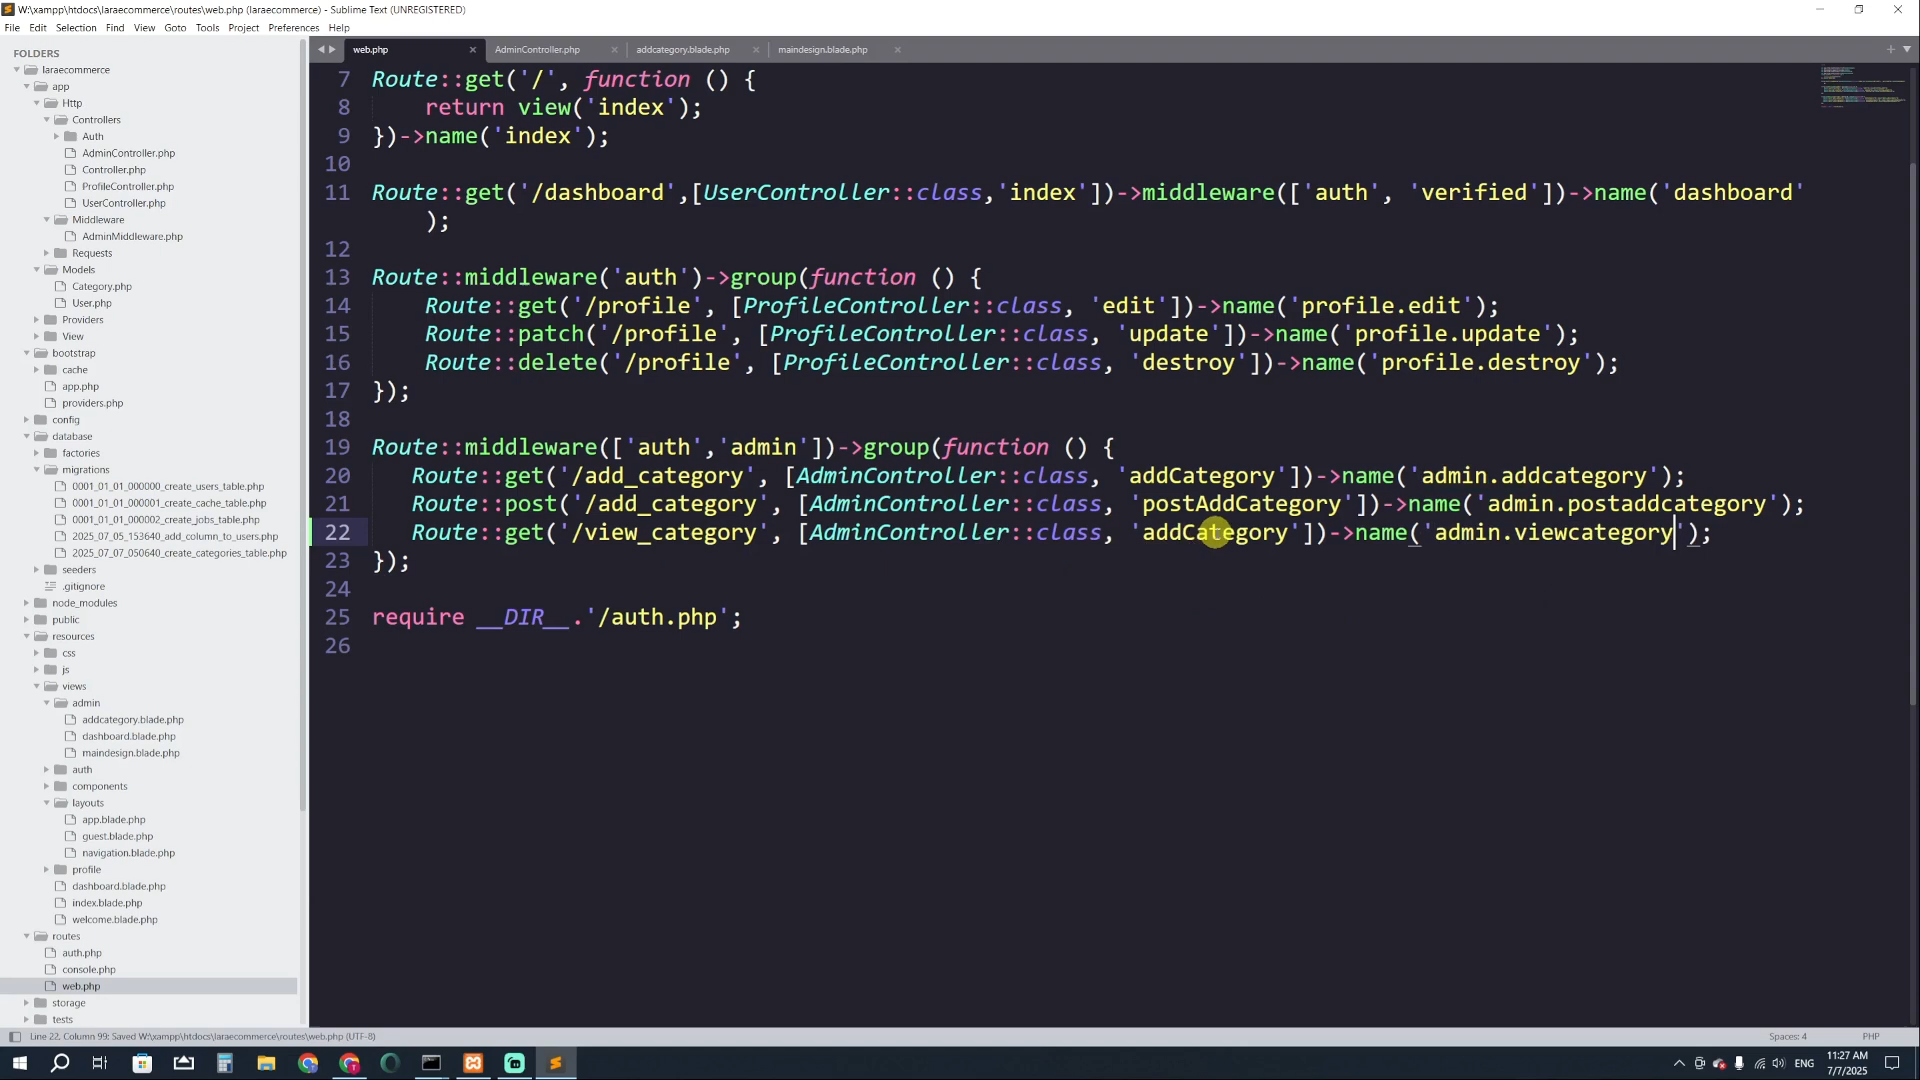 W:\xampp\htdocs\laraecommerce\routes\web.php (laraecommerce) - Sublime Text (UNREGISTERED)
File Edit Selection Find View Goto Tools Project Preferences Help
FOLDERS
laraecommerce
app
Http
Controllers
Auth
AdminController.php
Controller.php
ProfileController.php
UserController.php
Middleware
AdminMiddleware.php
Requests
Models
Category.php
User.php
Providers
View
bootstrap
cache
app.php
providers.php
config
database
factories
migrations
0001_01_01_000000_create_users_table.php
0001_01_01_000001_create_cache_table.php
0001_01_01_000002_create_jobs_table.php
2025_07_05_153640_add_column_to_users.php
2025_07_07_050640_create_categories_table.php
seeders
.gitignore
node_modules
public
resources
css
js
views
admin
addcategory.blade.php
dashboard.blade.php
maindesign.blade.php
auth
components
layouts
app.blade.php
guest.blade.php
navigation.blade.php
profile
dashboard.blade.php
index.blade.php
welcome.blade.php
routes
auth.php
console.php
web.php
storage
tests
web.php AdminController.php addcategory.blade.php maindesign.blade.php
7 Route::get('/', function () {
8 return view('index');
9 })->name('index');
10
11 Route::get('/dashboard',[UserController::class,'index'])->middleware(['auth', 'verified'])->name('dashboard'
);
12
13 Route::middleware('auth')->group(function () {
14 Route::get('/profile', [ProfileController::class, 'edit'])->name('profile.edit');
15 Route::patch('/profile', [ProfileController::class, 'update'])->name('profile.update');
16 Route::delete('/profile', [ProfileController::class, 'destroy'])->name('profile.destroy');
17 });
18
19 Route::middleware(['auth','admin'])->group(function () {
20 Route::get('/add_category', [AdminController::class, 'addCategory'])->name('admin.addcategory');
21 Route::post('/add_category', [AdminController::class, 'postAddCategory'])->name('admin.postaddcategory');
22 Route::get('/view_category', [AdminController::class, 'addCategory'])->name('admin.viewcategory');
23 });
24
25 require __DIR__.'/auth.php';
26
Line 22, Column 99; Saved W:\xampp\htdocs\laraecommerce\routes\web.php (UTF-8) Spaces: 4 PHP
ENG 11:27 AM
7/7/2025